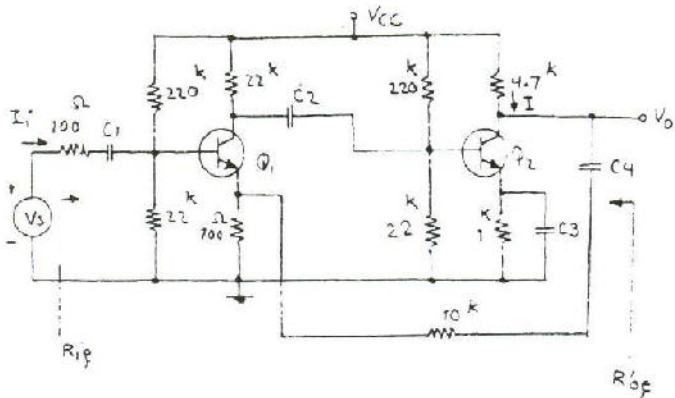 Vcc
220 k
22 k
C2
220 k
4.7 k
I
Vo
Ii
100 Ω
C1
Q1
Q2
C4
Vs
22 k
100 Ω
22 k
1 k
C3
10 k
Rif
R'of